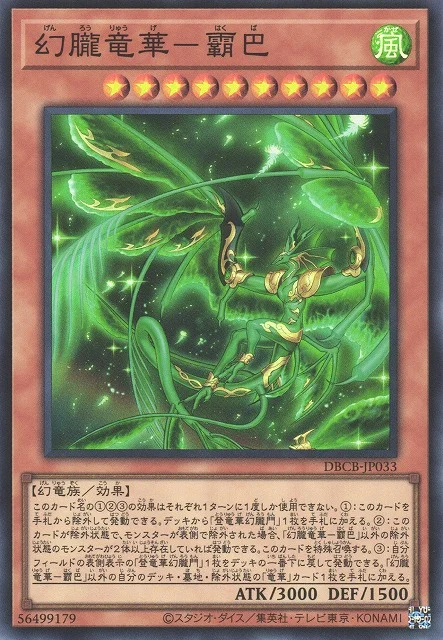 幻朧竜華－覇巴
風
DBCB-JP033
【幻竜族／効果】
このカード名の①②③の効果はそれぞれ1ターンに1度しか使用できない。①：このカードを
手札から除外して発動できる。デッキから「登竜華幻朧門」1枚を手札に加える。②：この
カードが除外状態で、モンスターが表側で除外された場合、「幻朧竜華－覇巴」以外の除外
状態のモンスターが2体以上存在していれば発動できる。このカードを特殊召喚する。③：自分
フィールドの表側表示の「登竜華幻朧門」1枚をデッキの一番下に戻して発動できる。「幻朧
竜華－覇巴」以外の自分のデッキ・墓地・除外状態の「竜華」カード1枚を手札に加える。
ATK/3000 DEF/1500
56499179
©スタジオ・ダイス／集英社・テレビ東京・KONAMI